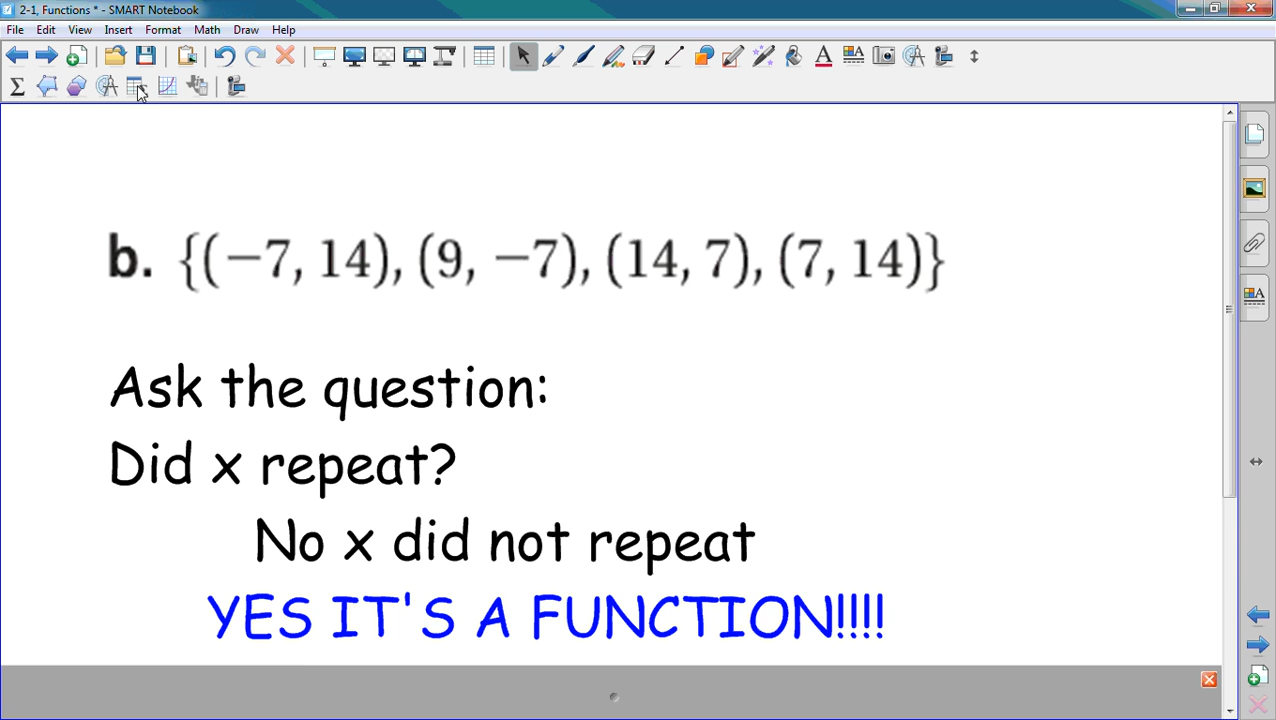 2-1, Functions * - SMART Notebook
File Edit View Insert Format Math Draw Help
b. {(−7, 14), (9, −7), (14, 7), (7, 14)}
Ask the question:
Did x repeat?
No x did not repeat
YES IT'S A FUNCTION!!!!